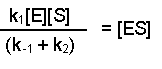 k₁[E][S]
(k₋₁ + k₂) = [ES]